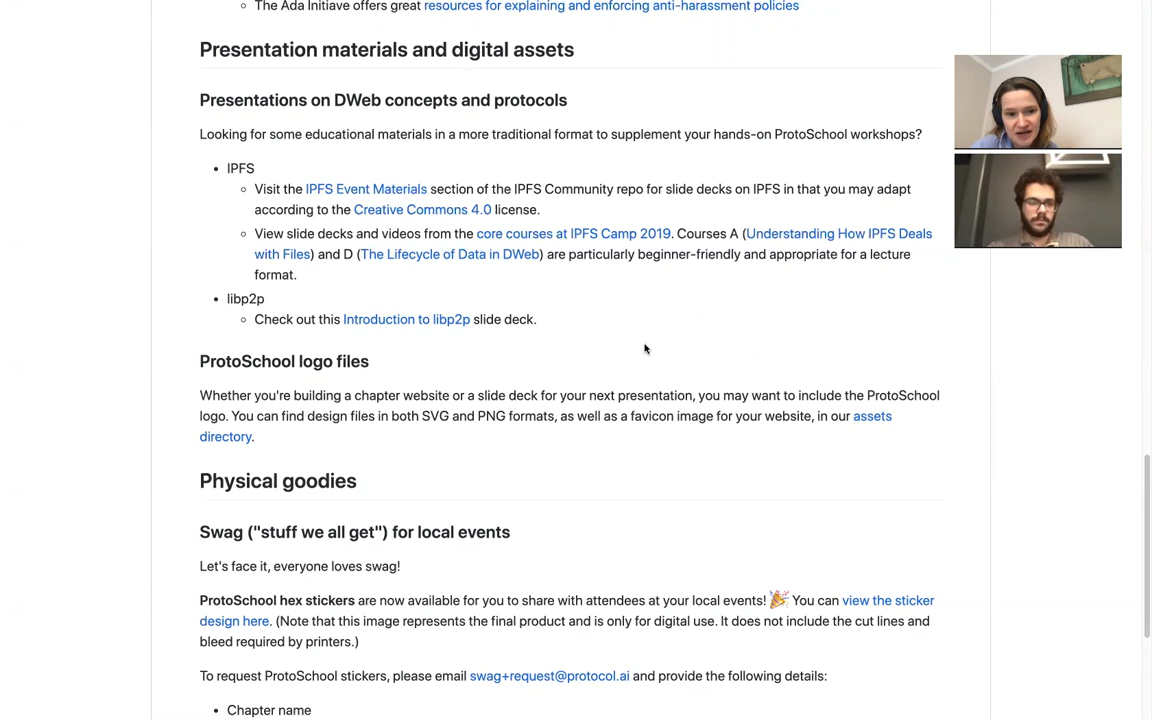 The Ada Initiave offers great resources for explaining and enforcing anti-harassment policies
Presentation materials and digital assets
Presentations on DWeb concepts and protocols
Looking for some educational materials in a more traditional format to supplement your hands-on ProtoSchool workshops?
IPFS
Visit the IPFS Event Materials section of the IPFS Community repo for slide decks on IPFS in that you may adapt
according to the Creative Commons 4.0 license.
View slide decks and videos from the core courses at IPFS Camp 2019. Courses A (Understanding How IPFS Deals
with Files) and D (The Lifecycle of Data in DWeb) are particularly beginner-friendly and appropriate for a lecture
format.
libp2p
Check out this Introduction to libp2p slide deck.
ProtoSchool logo files
Whether you're building a chapter website or a slide deck for your next presentation, you may want to include the ProtoSchool
logo. You can find design files in both SVG and PNG formats, as well as a favicon image for your website, in our assets
directory.
Physical goodies
Swag ("stuff we all get") for local events
Let's face it, everyone loves swag!
ProtoSchool hex stickers are now available for you to share with attendees at your local events! 🎉 You can view the sticker
design here. (Note that this image represents the final product and is only for digital use. It does not include the cut lines and
bleed required by printers.)
To request ProtoSchool stickers, please email swag+request@protocol.ai and provide the following details:
Chapter name